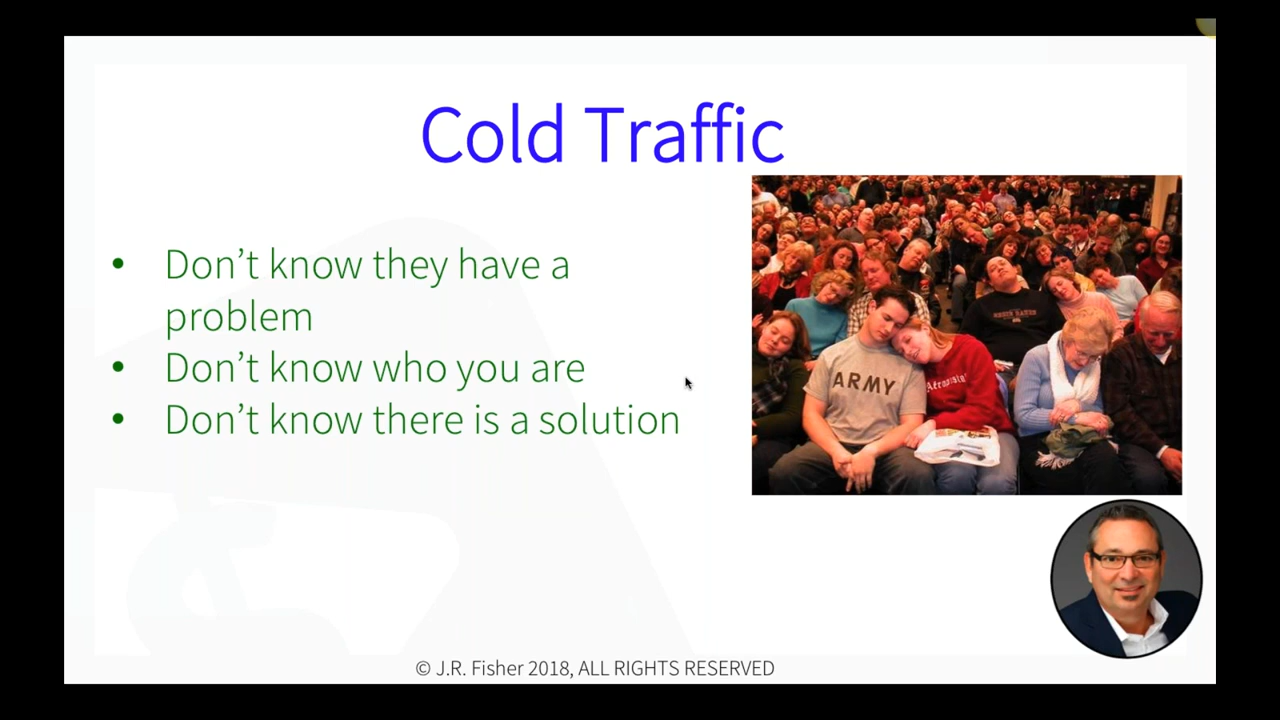 Cold Traffic
• Don’t know they have a
problem
• Don’t know who you are
• Don’t know there is a solution
ARMY
© J.R. Fisher 2018, ALL RIGHTS RESERVED